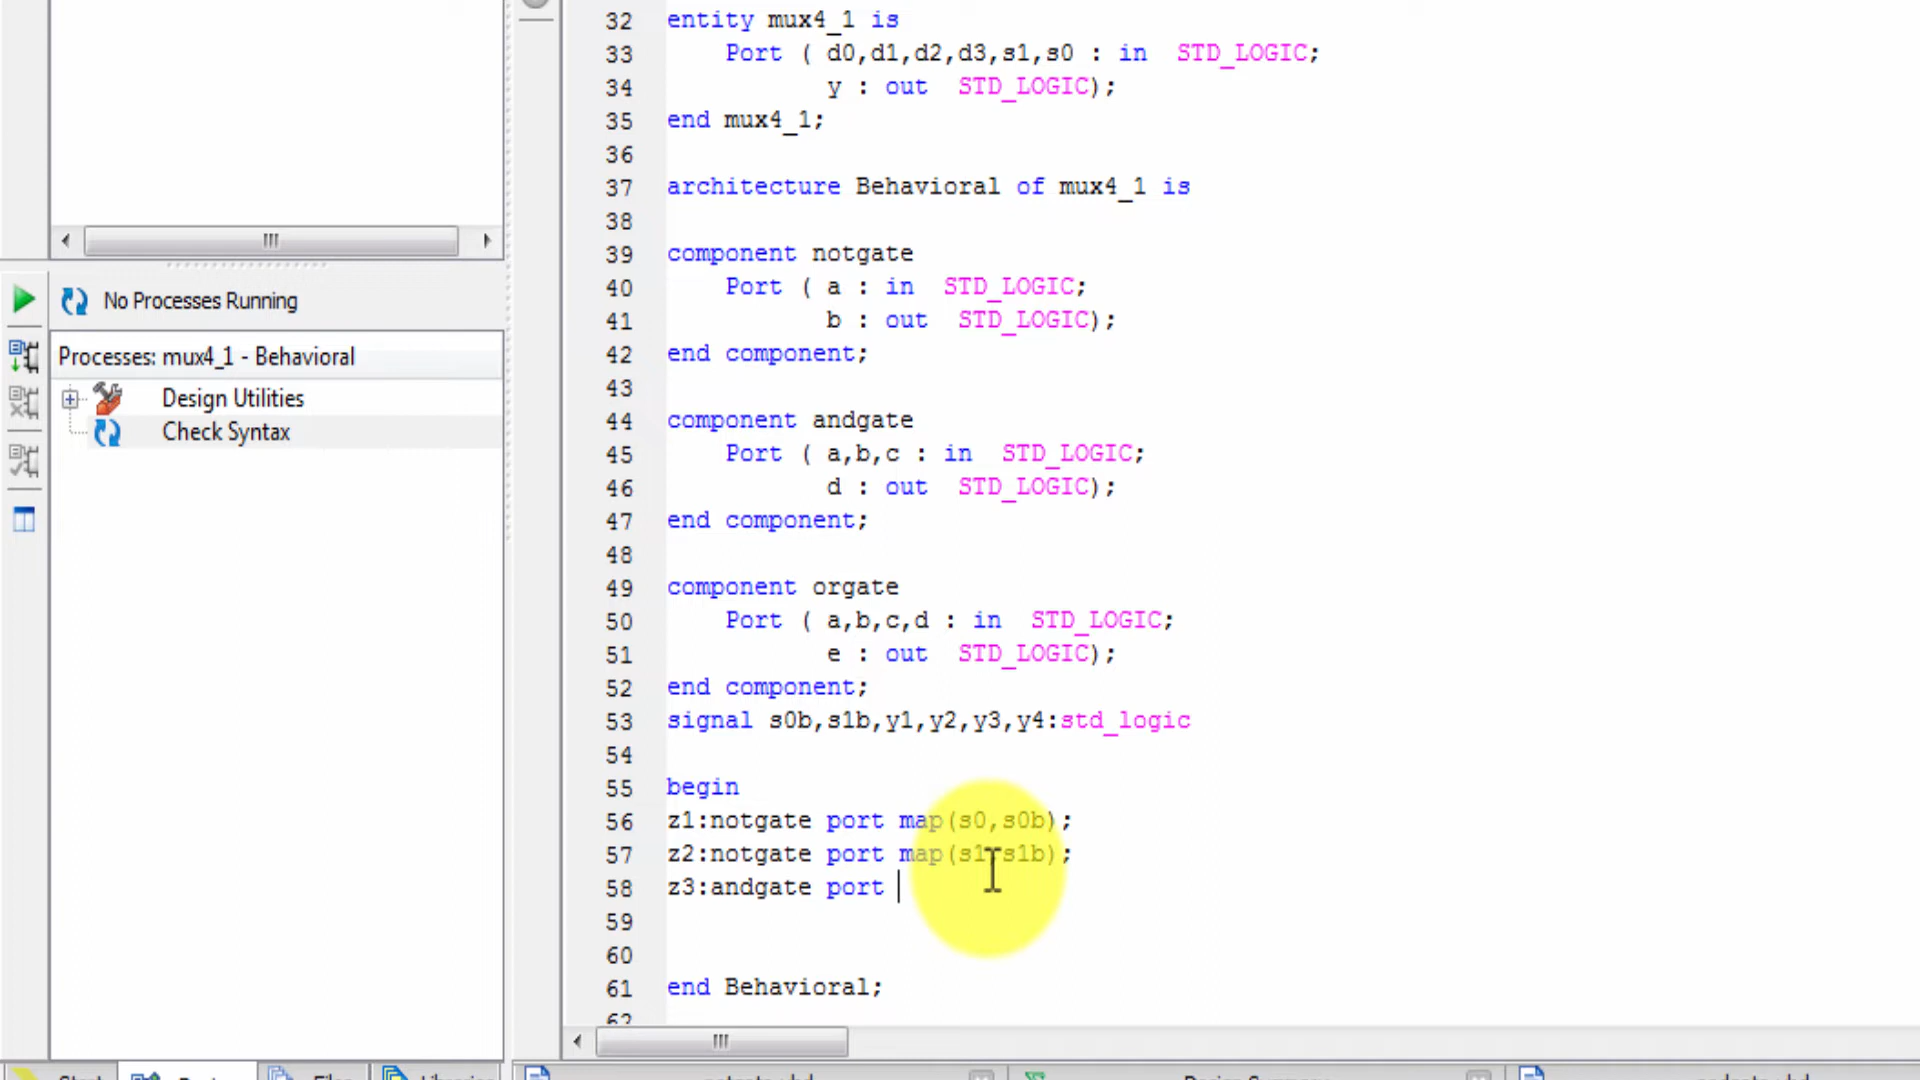 No Processes Running
Processes: mux4_1 - Behavioral
Design Utilities
Check Syntax
32 entity mux4_1 is
33 Port ( d0,d1,d2,d3,s1,s0 : in STD_LOGIC;
34 y : out STD_LOGIC);
35 end mux4_1;
36
37 architecture Behavioral of mux4_1 is
38
39 component notgate
40 Port ( a : in STD_LOGIC;
41 b : out STD_LOGIC);
42 end component;
43
44 component andgate
45 Port ( a,b,c : in STD_LOGIC;
46 d : out STD_LOGIC);
47 end component;
48
49 component orgate
50 Port ( a,b,c,d : in STD_LOGIC;
51 e : out STD_LOGIC);
52 end component;
53 signal s0b,s1b,y1,y2,y3,y4:std_logic
54
55 begin
56 z1:notgate port map(s0,s0b);
57 z2:notgate port map(s1,s1b);
58 z3:andgate port
59
60
61 end Behavioral;
62